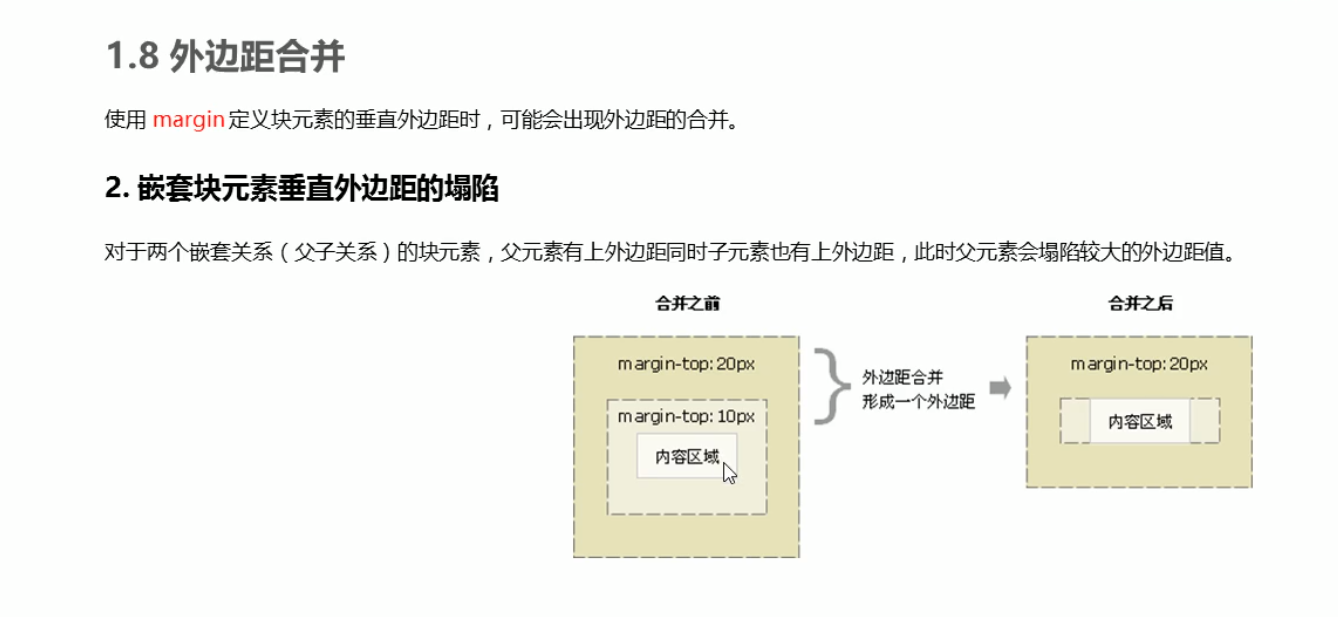 1.8 外边距合并
使用 margin 定义块元素的垂直外边距时，可能会出现外边距的合并。
2. 嵌套块元素垂直外边距的塌陷
对于两个嵌套关系（父子关系）的块元素，父元素有上外边距同时子元素也有上外边距，此时父元素会塌陷较大的外边距值。
合并之前
margin-top: 20px
margin-top: 10px
内容区域
外边距合并
形成一个外边距
合并之后
margin-top: 20px
内容区域